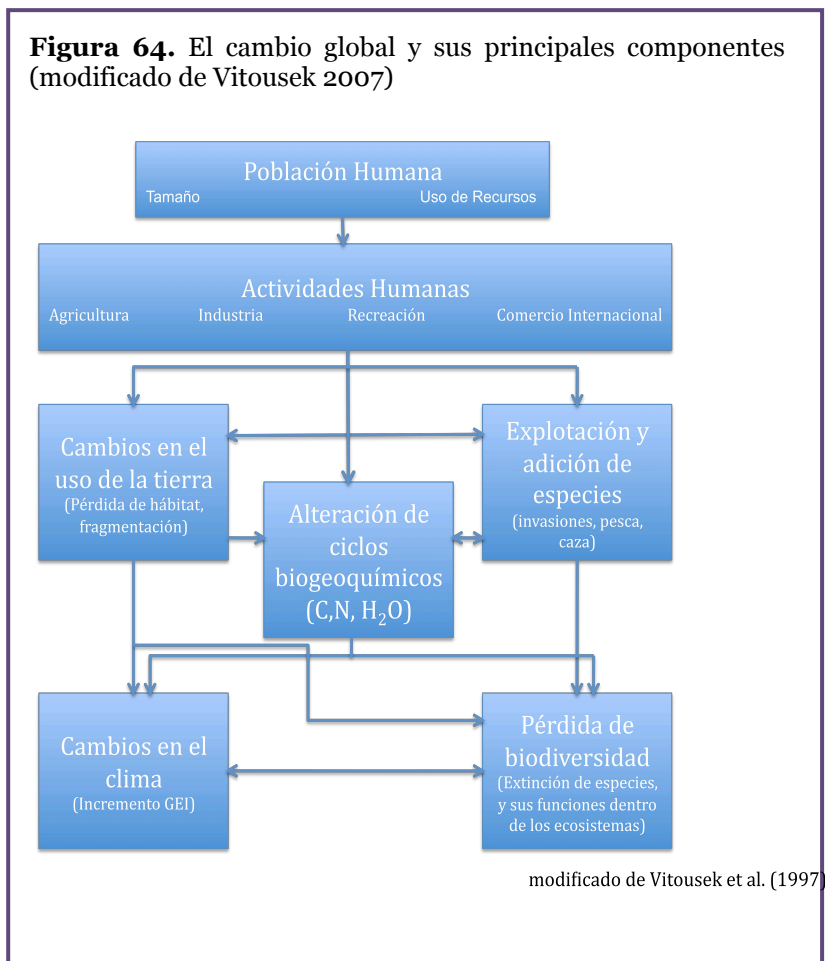 Figura 64. El cambio global y sus principales componentes
(modificado de Vitousek 2007)
Población Humana
Tamaño Uso de Recursos
Actividades Humanas
Agricultura Industria Recreación Comercio Internacional
Cambios en el
uso de la tierra
(Pérdida de hábitat,
fragmentación)
Explotación y
adición de
especies
(invasiones, pesca,
caza)
Alteración de
ciclos
biogeoquímicos
(C,N, H₂O)
Cambios en el
clima
(Incremento GEI)
Pérdida de
biodiversidad
(Extinción de especies,
y sus funciones dentro
de los ecosistemas)
modificado de Vitousek et al. (1997)